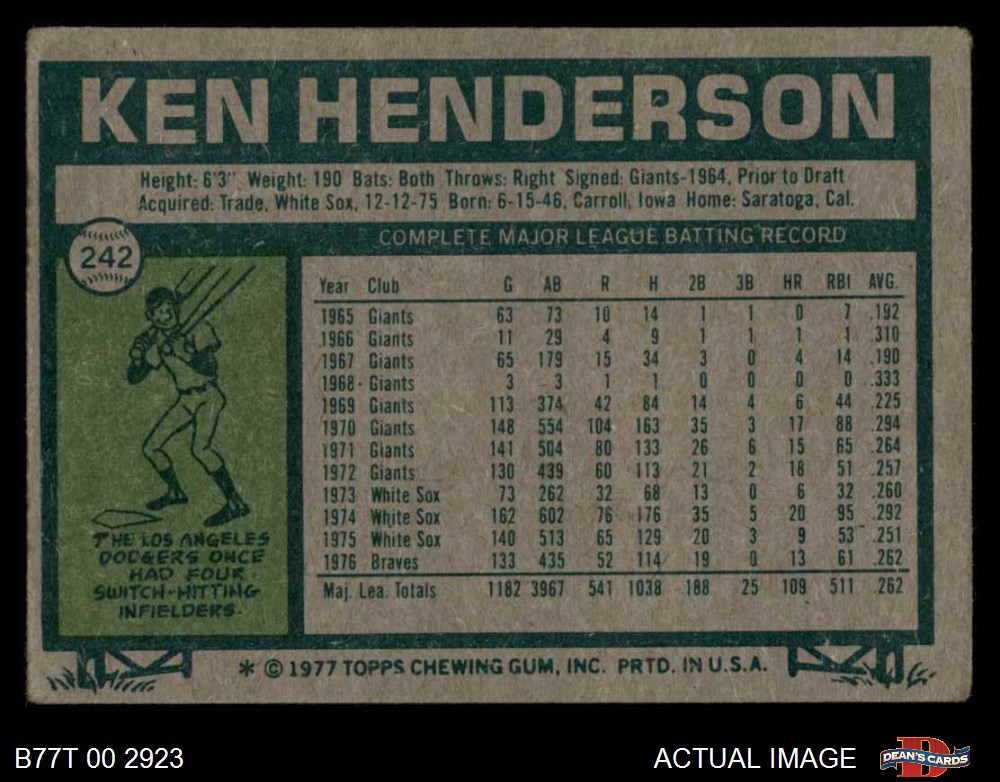 KEN HENDERSON
Height: 6'3" Weight: 190 Bats: Both Throws: Right Signed: Giants-1964, Prior to Draft
Acquired: Trade, White Sox, 12-12-75 Born: 6-15-46, Carroll, Iowa Home: Saratoga, Cal.
242
COMPLETE MAJOR LEAGUE BATTING RECORD
Year Club G AB R H 2B 3B HR RBI AVG.
1965 Giants 63 73 10 14 1 1 0 7 .192
1966 Giants 11 29 4 9 1 1 1 1 .310
1967 Giants 65 179 15 34 3 0 4 14 .190
1968 Giants 3 3 1 1 0 0 0 0 .333
1969 Giants 113 374 42 84 14 4 6 44 .225
1970 Giants 148 554 104 163 35 3 17 88 .294
1971 Giants 141 504 80 133 26 6 15 65 .264
1972 Giants 130 439 60 113 21 2 18 51 .257
1973 White Sox 73 262 32 68 13 0 6 32 .260
1974 White Sox 162 602 76 176 35 5 20 95 .292
1975 White Sox 140 513 65 129 20 3 9 53 .251
1976 Braves 133 435 52 114 19 0 13 61 .262
Maj. Lea. Totals 1182 3967 541 1038 188 25 109 511 .262
THE LOS ANGELES
DODGERS ONCE
HAD FOUR
SWITCH-HITTING
INFIELDERS.
* © 1977 TOPPS CHEWING GUM, INC. PRTD. IN U.S.A.
B77T 00 2923
ACTUAL IMAGE
D
DEAN'S CARDS